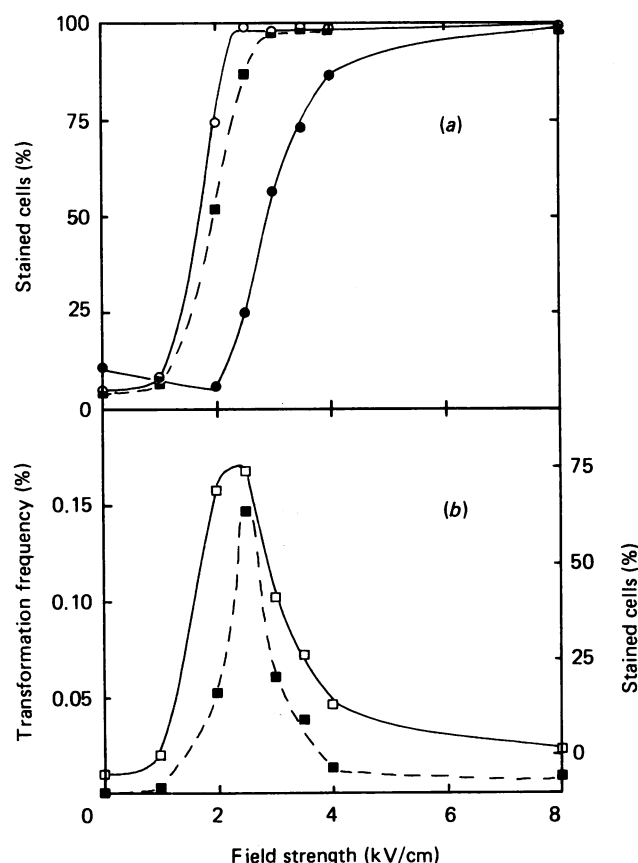 100
75
50
25
0
Stained cells (%)
(a)
0.15
0.10
0.05
0
Transformation frequency (%)
(b)
75
50
25
0
Stained cells (%)
2
4
6
8
Field strength (kV/cm)